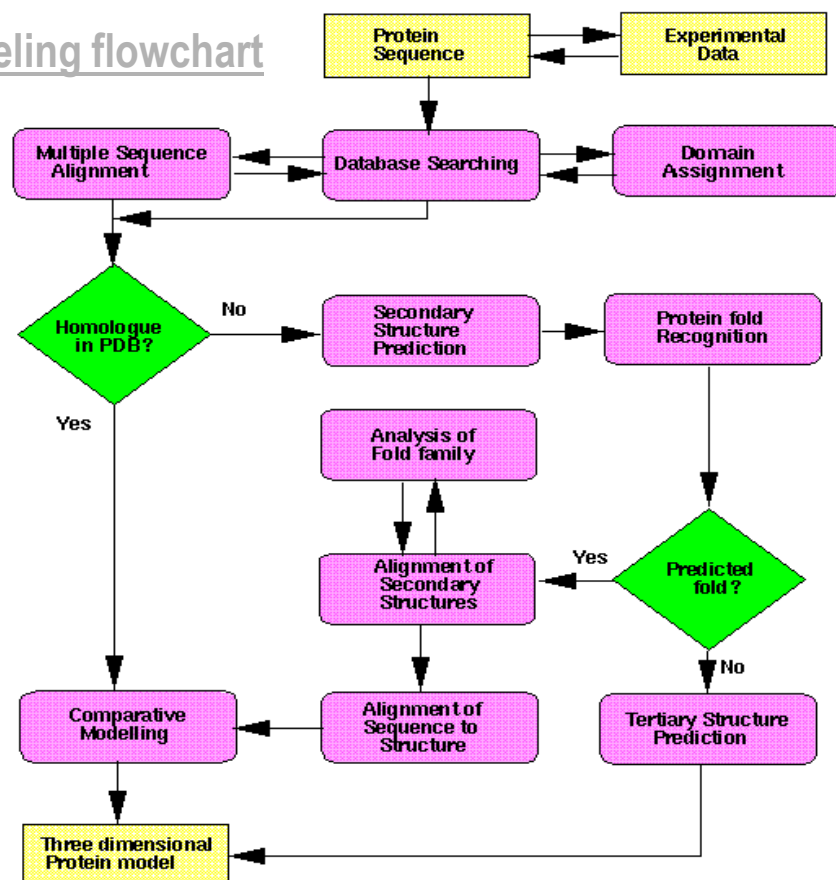 eling flowchart
Protein
Sequence
Experimental
Data
Multiple Sequence
Alignment
Database Searching
Domain
Assignment
Homologue
in PDB?
No
Secondary
Structure
Prediction
Protein fold
Recognition
Yes
Analysis of
Fold family
Alignment of
Secondary
Structures
Yes
Predicted
fold?
No
Comparative
Modelling
Alignment of
Sequence to
Structure
Tertiary Structure
Prediction
Three dimensional
Protein model